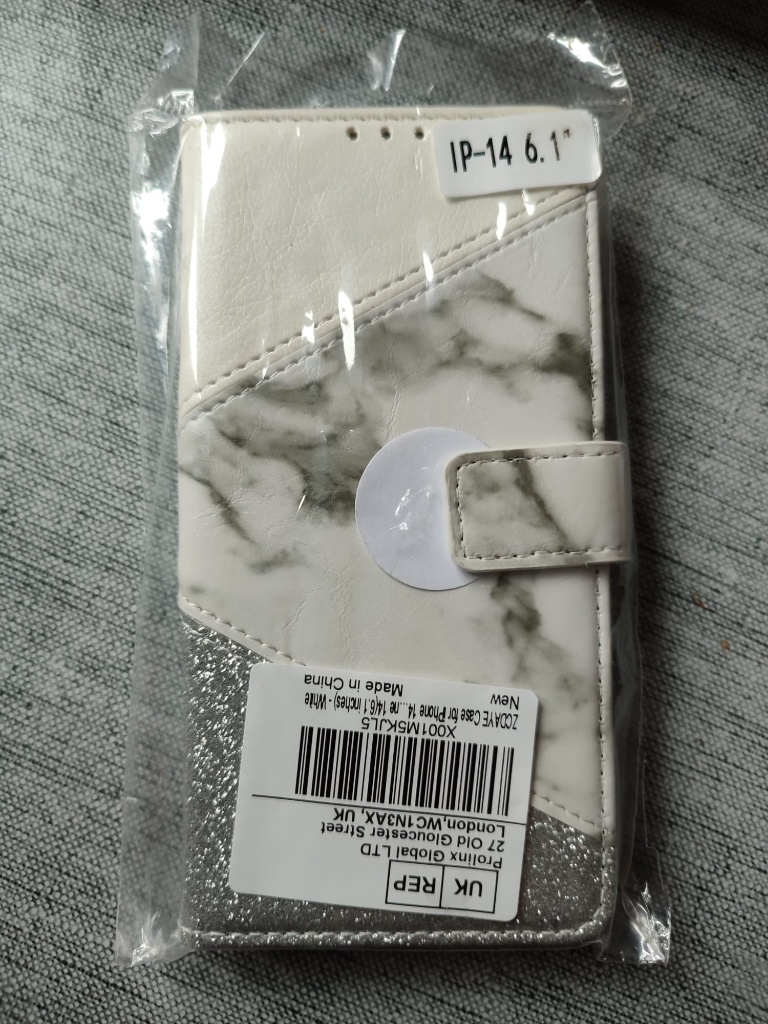 IP-14 6.1"
UK REP
Prolinx Global LTD
27 Old Gloucester Street
London,WC1N3AX, UK
X001M5KJL5
ZCDAYE Case for iPhone 14...ne 14(6.1 inches) - White
New
Made in China